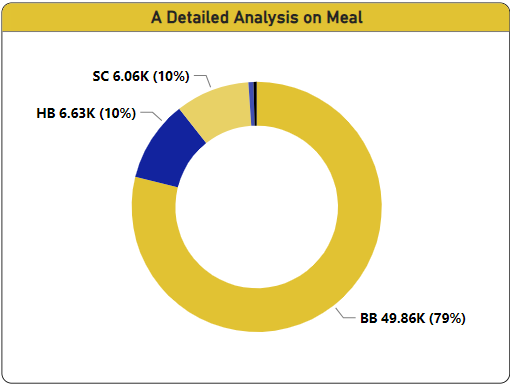 A Detailed Analysis on Meal
SC 6.06K (10%)
HB 6.63K (10%)
BB 49.86K (79%)